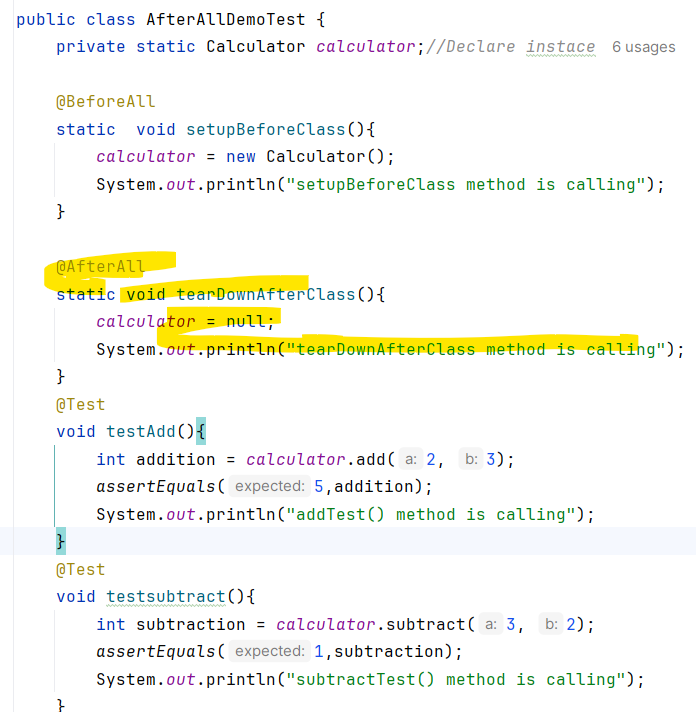 public class AfterAllDemoTest {
private static Calculator calculator;//Declare instace 6 usages
@BeforeAll
static  void setupBeforeClass(){
calculator = new Calculator();
System.out.println("setupBeforeClass method is calling");
}
@AfterAll
static void tearDownAfterClass(){
calculator = null;
System.out.println("tearDownAfterClass method is calling");
}
@Test
void testAdd(){
int addition = calculator.add( a: 2,  b: 3);
assertEquals( expected: 5,addition);
System.out.println("addTest() method is calling");
}
@Test
void testsubtract(){
int subtraction = calculator.subtract( a: 3,  b: 2);
assertEquals( expected: 1,subtraction);
System.out.println("subtractTest() method is calling");
}